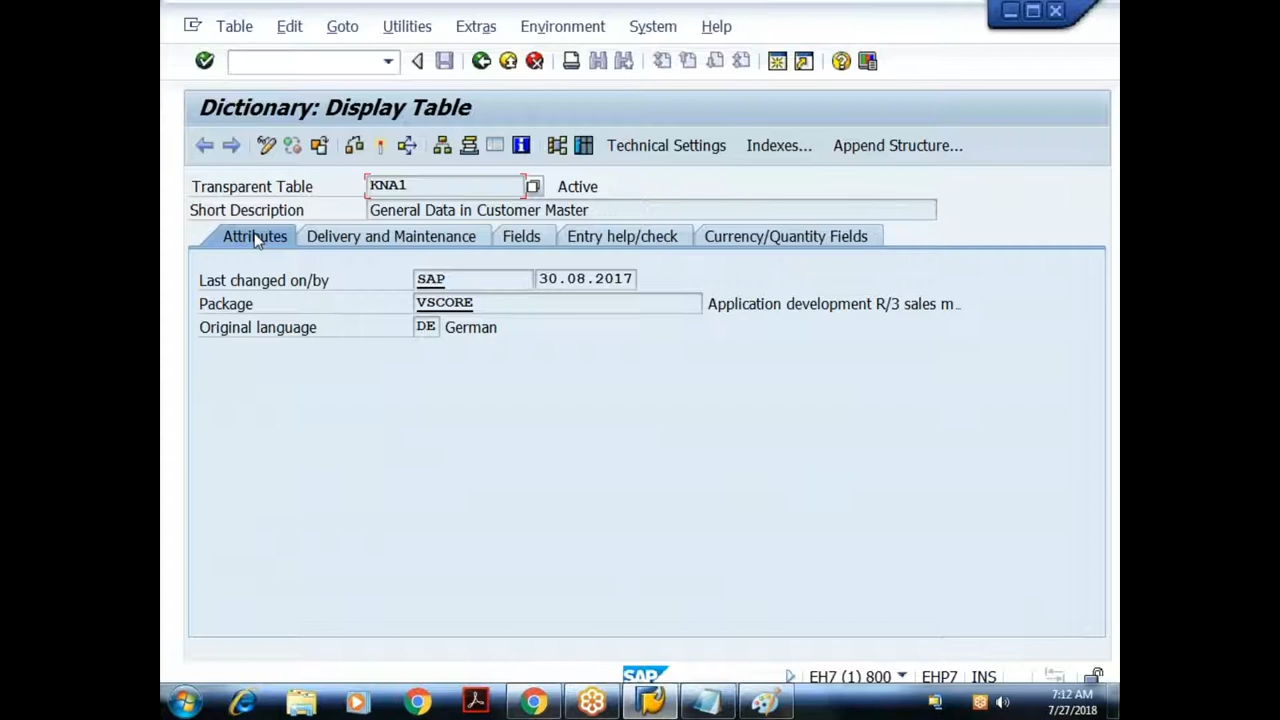 Table Edit Goto Utilities Extras Environment System Help
Dictionary: Display Table
Technical Settings Indexes... Append Structure...
Transparent Table KNA1 Active
Short Description General Data in Customer Master
Attributes Delivery and Maintenance Fields Entry help/check Currency/Quantity Fields
Last changed on/by SAP 30.08.2017
Package VSCORE Application development R/3 sales m..
Original language DE German
SAP EH7 (1) 800 EHP7 INS
7:12 AM
7/27/2018